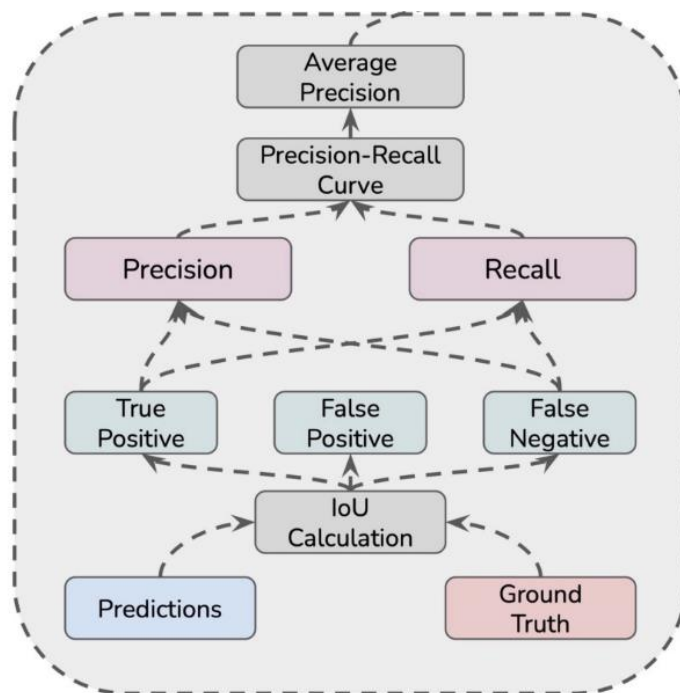 Average
Precision
Precision-Recall
Curve
Precision
Recall
True
Positive
False
Positive
False
Negative
IoU
Calculation
Predictions
Ground
Truth